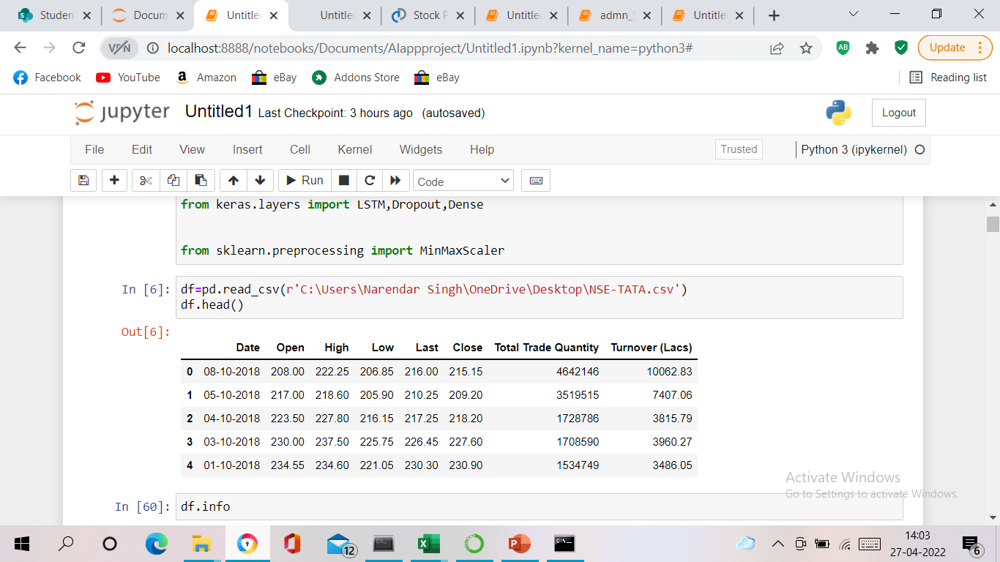 Studen
Docum
Untitled
Untitled
Stock P
Untitled
admn_
Untitled
VPN
localhost:8888/notebooks/Documents/AIappproject/Untitled1.ipynb?kernel_name=python3#
AB
Update
Facebook YouTube Amazon eBay Addons Store eBay Reading list
jupyter Untitled1 Last Checkpoint: 3 hours ago (autosaved) Logout
File Edit View Insert Cell Kernel Widgets Help Trusted Python 3 (ipykernel)
Run Code
from keras.layers import LSTM,Dropout,Dense
from sklearn.preprocessing import MinMaxScaler
In [6]: df=pd.read_csv(r'C:\Users\Narendar Singh\OneDrive\Desktop\NSE-TATA.csv')
df.head()
Out[6]:
Date Open High Low Last Close Total Trade Quantity Turnover (Lacs)
0 08-10-2018 208.00 222.25 206.85 216.00 215.15 4642146 10062.83
1 05-10-2018 217.00 218.60 205.90 210.25 209.20 3519515 7407.06
2 04-10-2018 223.50 227.80 216.15 217.25 218.20 1728786 3815.79
3 03-10-2018 230.00 237.50 225.75 226.45 227.60 1708590 3960.27
4 01-10-2018 234.55 234.60 221.05 230.30 230.90 1534749 3486.05
Activate Windows
Go to Settings to activate Windows.
In [60]: df.info
12
14:03
27-04-2022
6